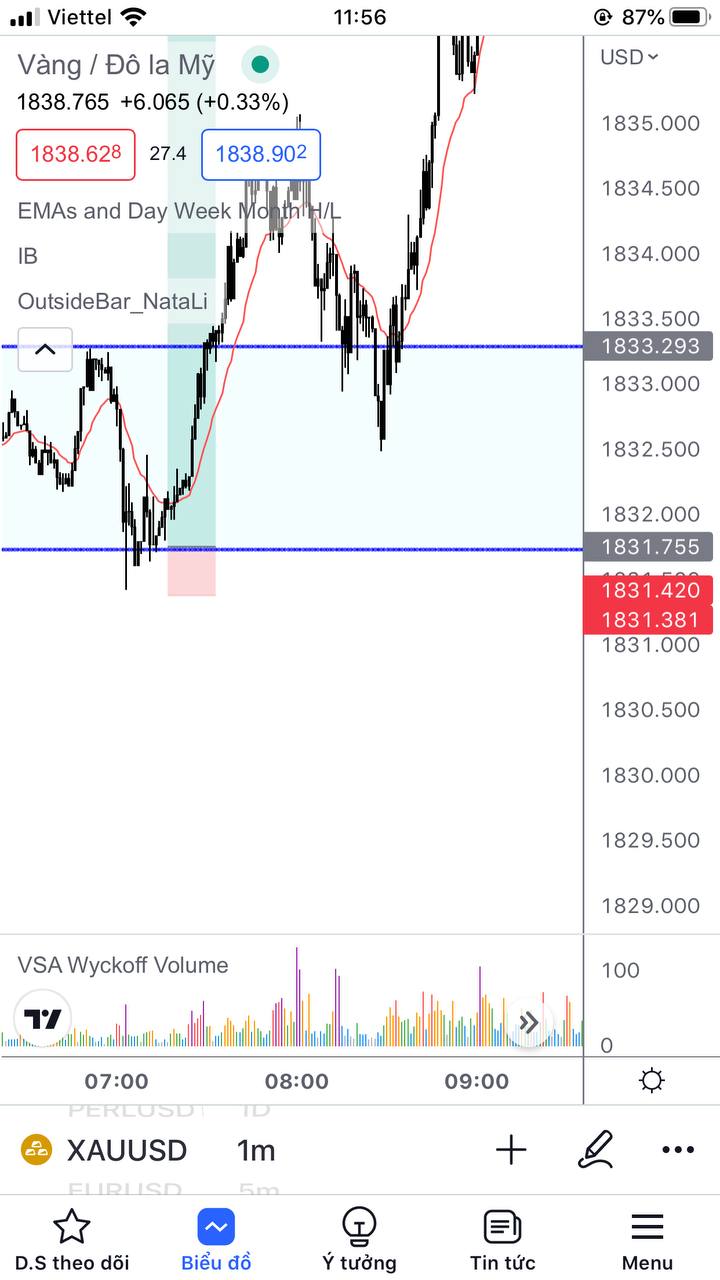 Viettel 11:56 87%
Vàng / Đô la Mỹ
USD
1838.765 +6.065 (+0.33%)
1838.628 27.4 1838.902
EMAs and Day Week Month H/L
IB
OutsideBar_NataLi
1835.000
1834.500
1834.000
1833.500
1833.293
1833.000
1832.500
1832.000
1831.755
1831.420
1831.381
1831.000
1830.500
1830.000
1829.500
1829.000
VSA Wyckoff Volume
100
0
07:00 08:00 09:00
PERLUSD 1D
XAUUSD 1m
EURUSD 5m
D.S theo dõi Biểu đồ Ý tưởng Tin tức Menu